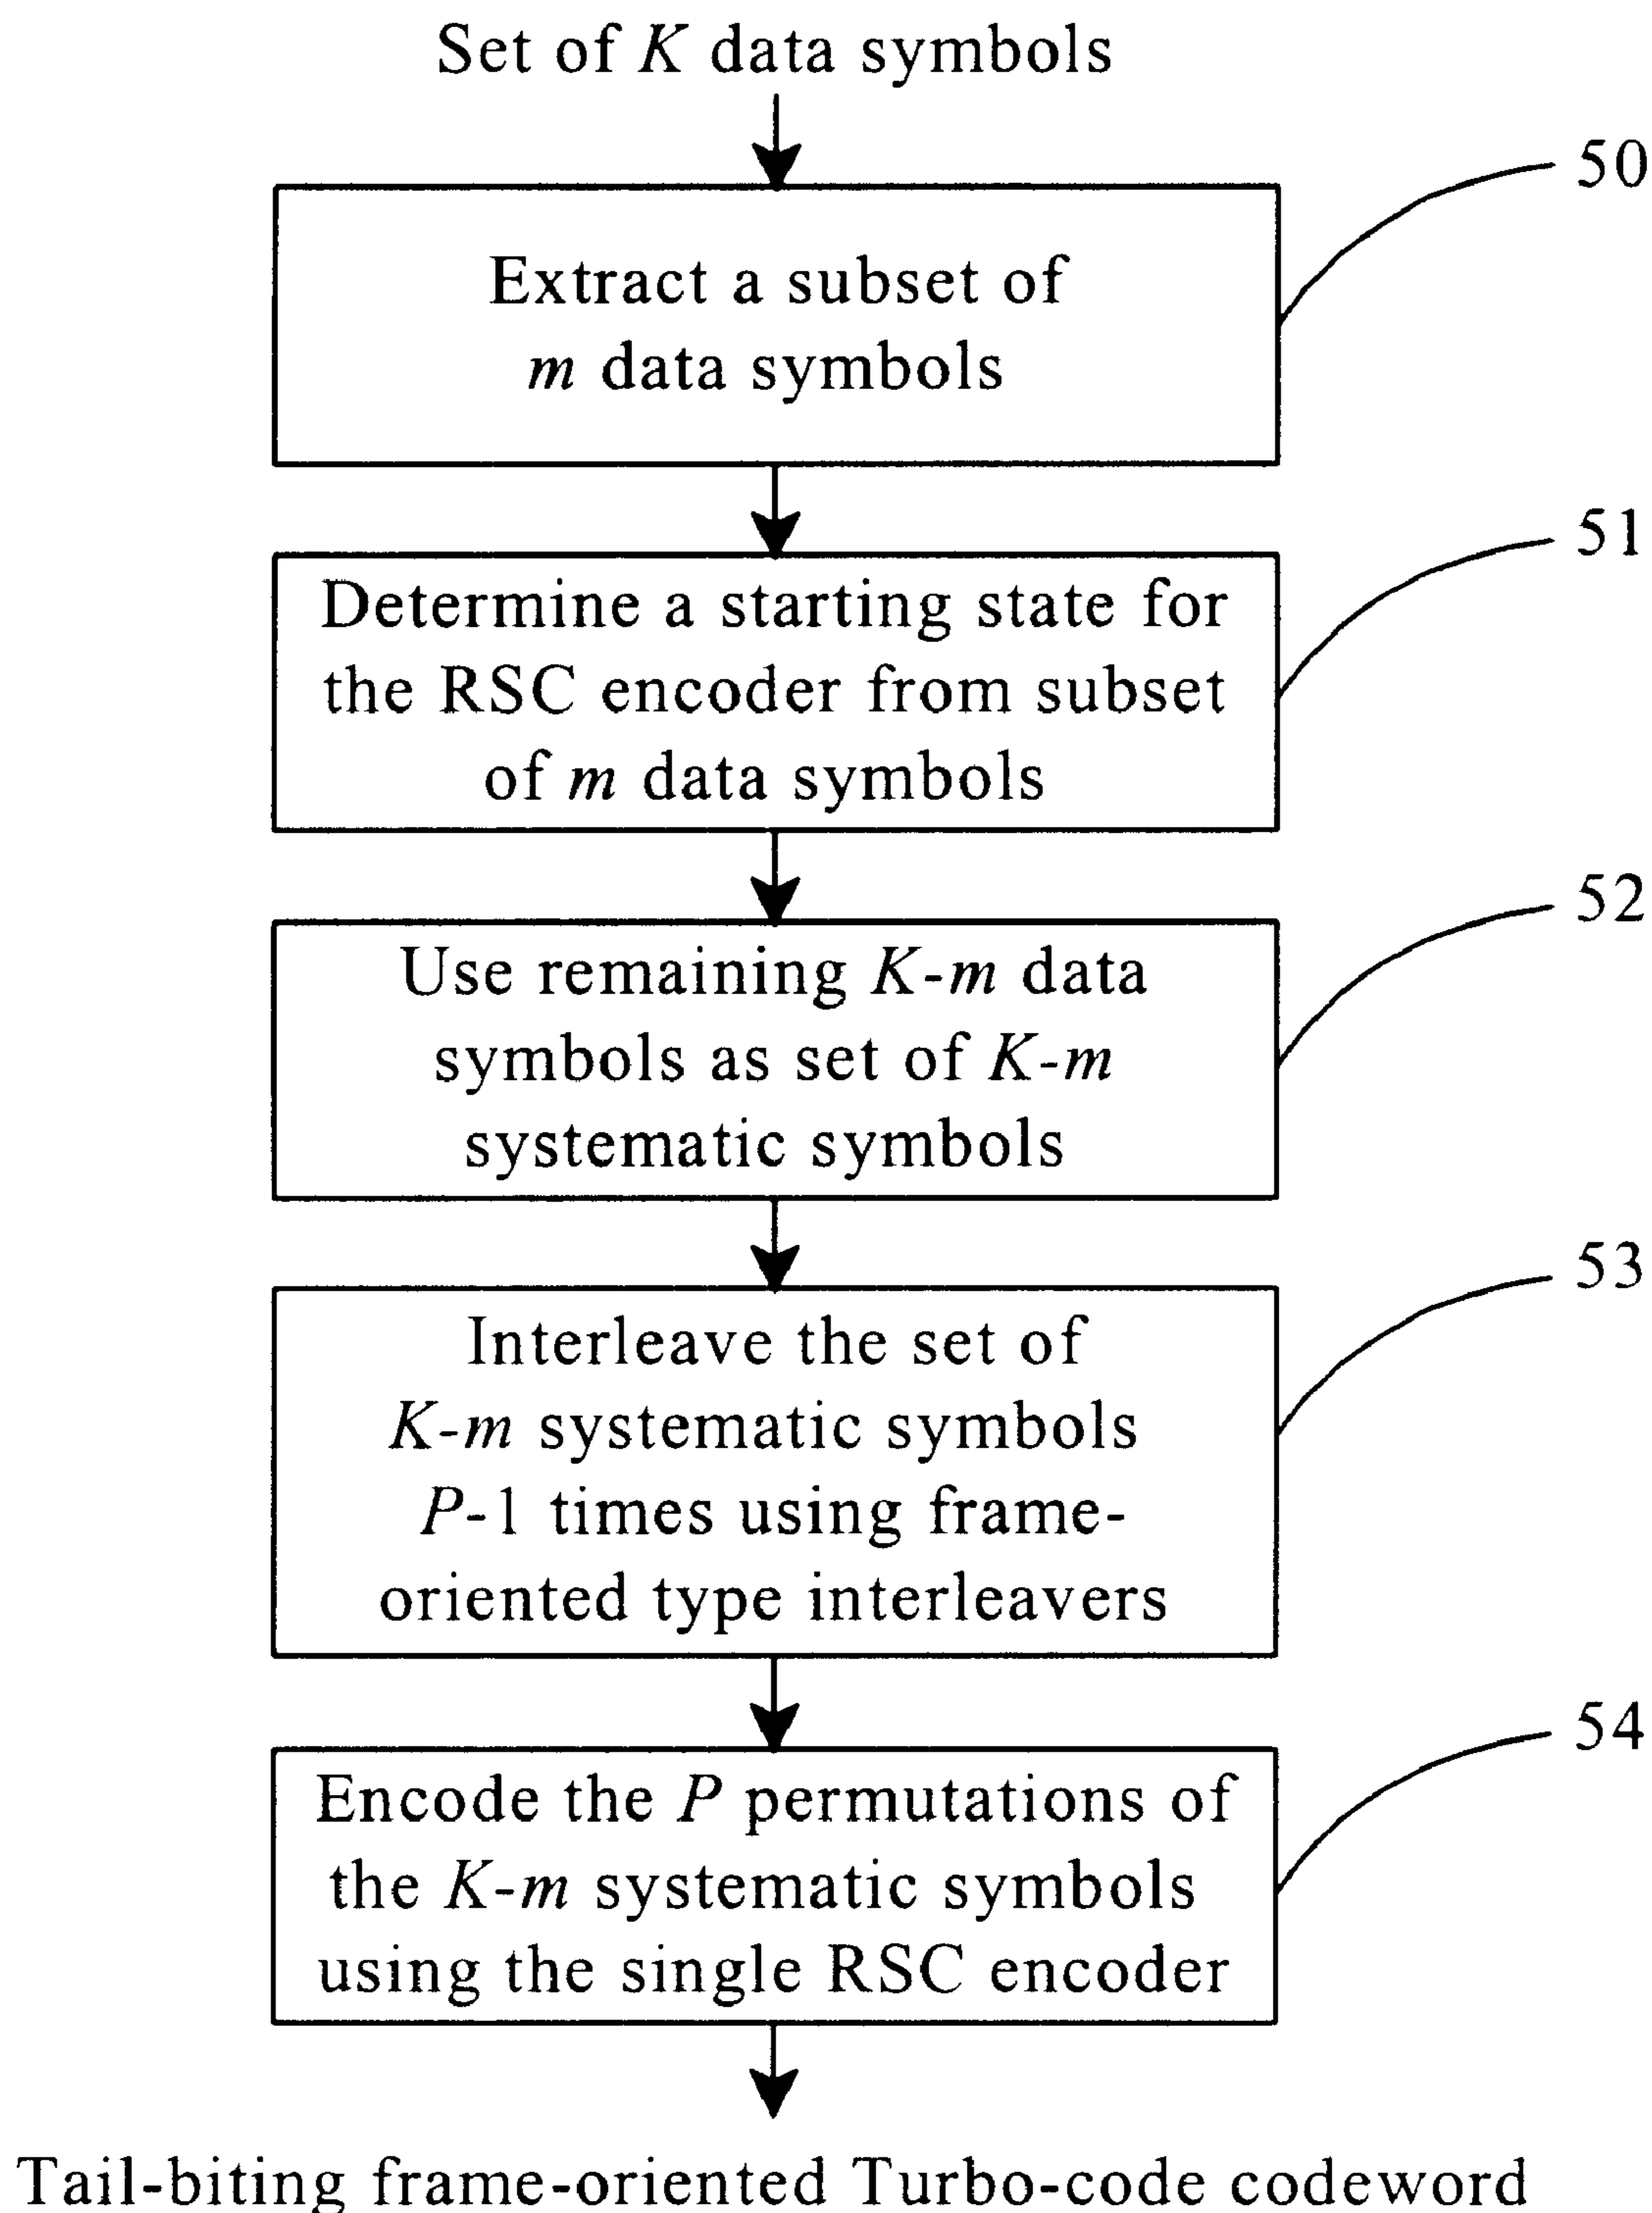 Set of K data symbols
50
Extract a subset of
m data symbols
51
Determine a starting state for
the RSC encoder from subset
of m data symbols
52
Use remaining K-m data
symbols as set of K-m
systematic symbols
53
Interleave the set of
K-m systematic symbols
P-1 times using frame-
oriented type interleavers
54
Encode the P permutations of
the K-m systematic symbols
using the single RSC encoder
Tail-biting frame-oriented Turbo-code codeword